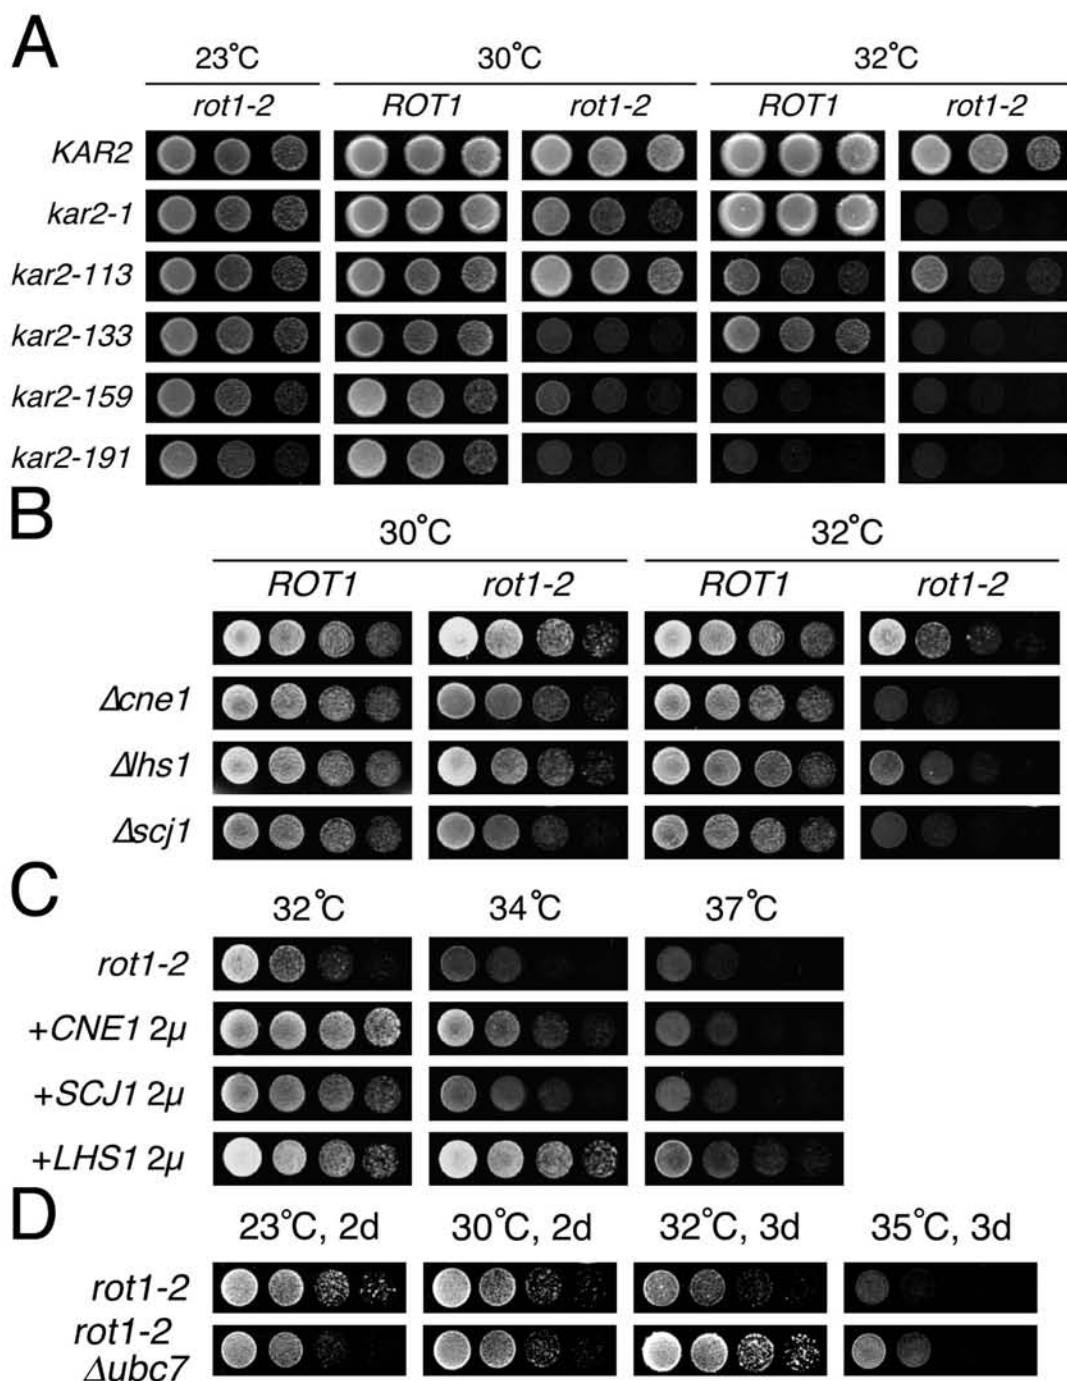 A
23°C 30°C 32°C
rot1-2 ROT1 rot1-2 ROT1 rot1-2
KAR2
kar2-1
kar2-113
kar2-133
kar2-159
kar2-191
B
30°C 32°C
ROT1 rot1-2 ROT1 rot1-2
Δcne1
Δlhs1
Δscj1
C
32°C 34°C 37°C
rot1-2
+CNE1 2μ
+SCJ1 2μ
+LHS1 2μ
D
23°C, 2d 30°C, 2d 32°C, 3d 35°C, 3d
rot1-2
rot1-2
Δubc7